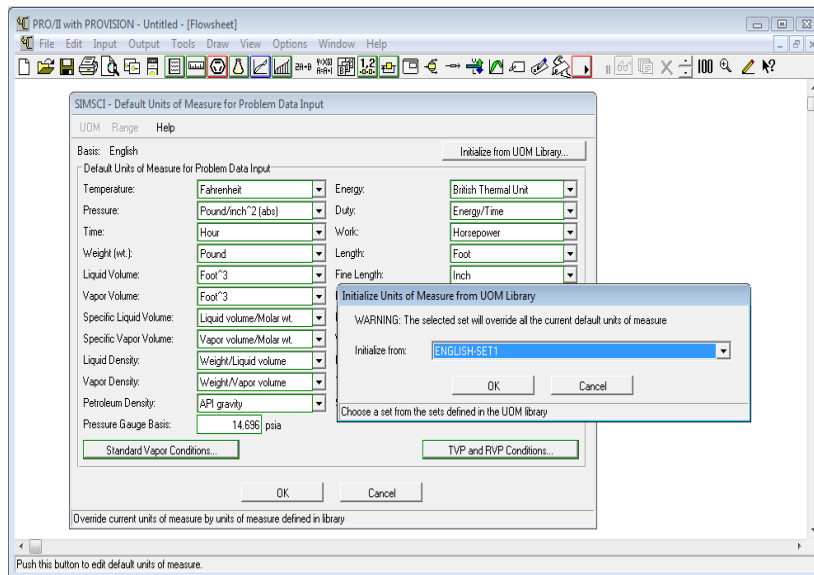 PRO/II with PROVISION - Untitled - [Flowsheet]
File Edit Input Output Tools Draw View Options Window Help
100
SIMSCI - Default Units of Measure for Problem Data Input
UOM Range Help
Basis: English
Initialize from UOM Library...
Default Units of Measure for Problem Data Input
Temperature: Fahrenheit Energy: British Thermal Unit
Pressure: Pound/inch^2 (abs) Duty: Energy/Time
Time: Hour Work: Horsepower
Weight (wt.): Pound Length: Foot
Liquid Volume: Foot^3 Fine Length: Inch
Vapor Volume: Foot^3
Specific Liquid Volume: Liquid volume/Molar wt.
Specific Vapor Volume: Vapor volume/Molar wt.
Liquid Density: Weight/Liquid volume
Vapor Density: Weight/Vapor volume
Petroleum Density: API gravity
Pressure Gauge Basis: 14.696 psia
Standard Vapor Conditions...
TVP and RVP Conditions...
OK Cancel
Override current units of measure by units of measure defined in library
Initialize Units of Measure from UOM Library
WARNING: The selected set will override all the current default units of measure
Initialize from: ENGLISH-SET1
OK Cancel
Choose a set from the sets defined in the UOM library
Push this button to edit default units of measure.